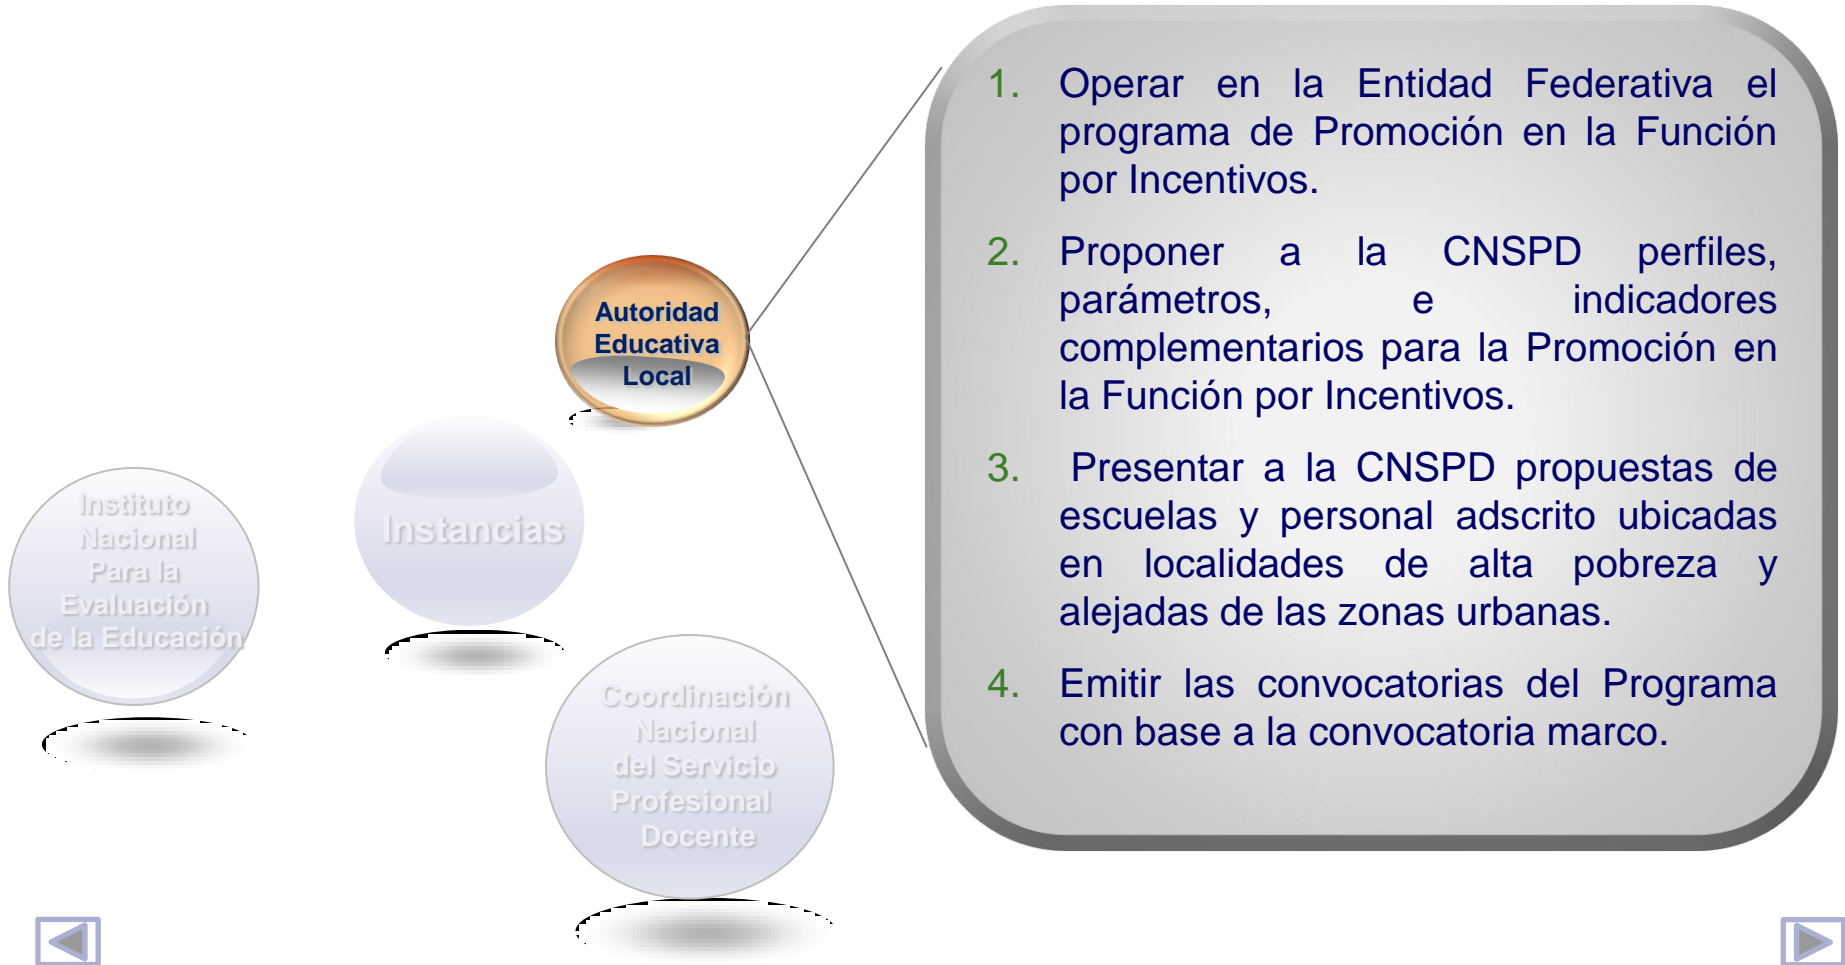 Autoridad
Educativa
Local
Instituto
Nacional
Para la
Evaluación
de la Educación
Instancias
Coordinación
Nacional
del Servicio
Profesional
Docente
1. Operar en la Entidad Federativa el
programa de Promoción en la Función
por Incentivos.
2. Proponer a la CNSPD perfiles,
parámetros, e indicadores
complementarios para la Promoción en
la Función por Incentivos.
3. Presentar a la CNSPD propuestas de
escuelas y personal adscrito ubicadas
en localidades de alta pobreza y
alejadas de las zonas urbanas.
4. Emitir las convocatorias del Programa
con base a la convocatoria marco.